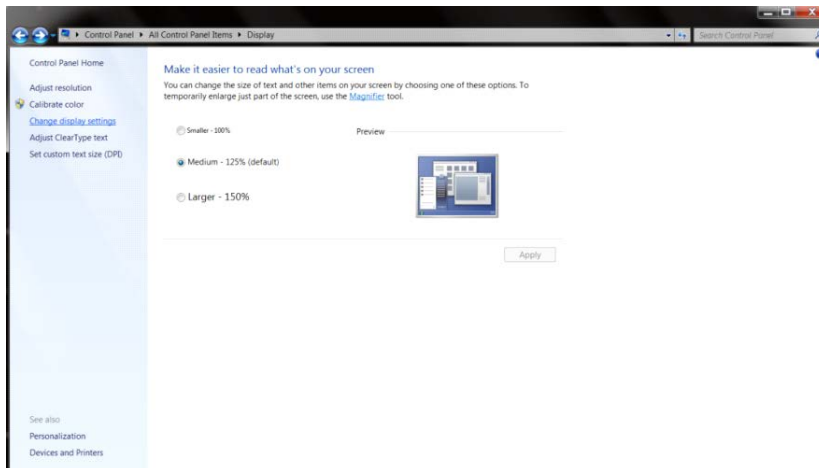 Control Panel ▸ All Control Panel Items ▸ Display
Search Control Panel
Control Panel Home
Adjust resolution
Calibrate color
Change display settings
Adjust ClearType text
Set custom text size (DPI)
Make it easier to read what's on your screen
You can change the size of text and other items on your screen by choosing one of these options. To
temporarily enlarge just part of the screen, use the Magnifier tool.
Smaller - 100%
Preview
Medium - 125% (default)
Larger - 150%
Apply
See also
Personalization
Devices and Printers